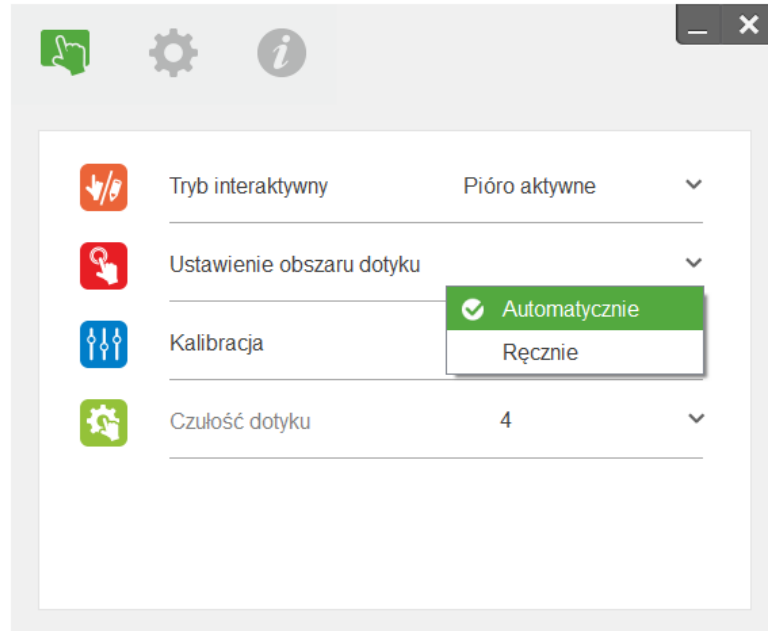 Tryb interaktywny Pióro aktywne
Ustawienie obszaru dotyku
Automatycznie
Kalibracja
Ręcznie
Czułość dotyku 4